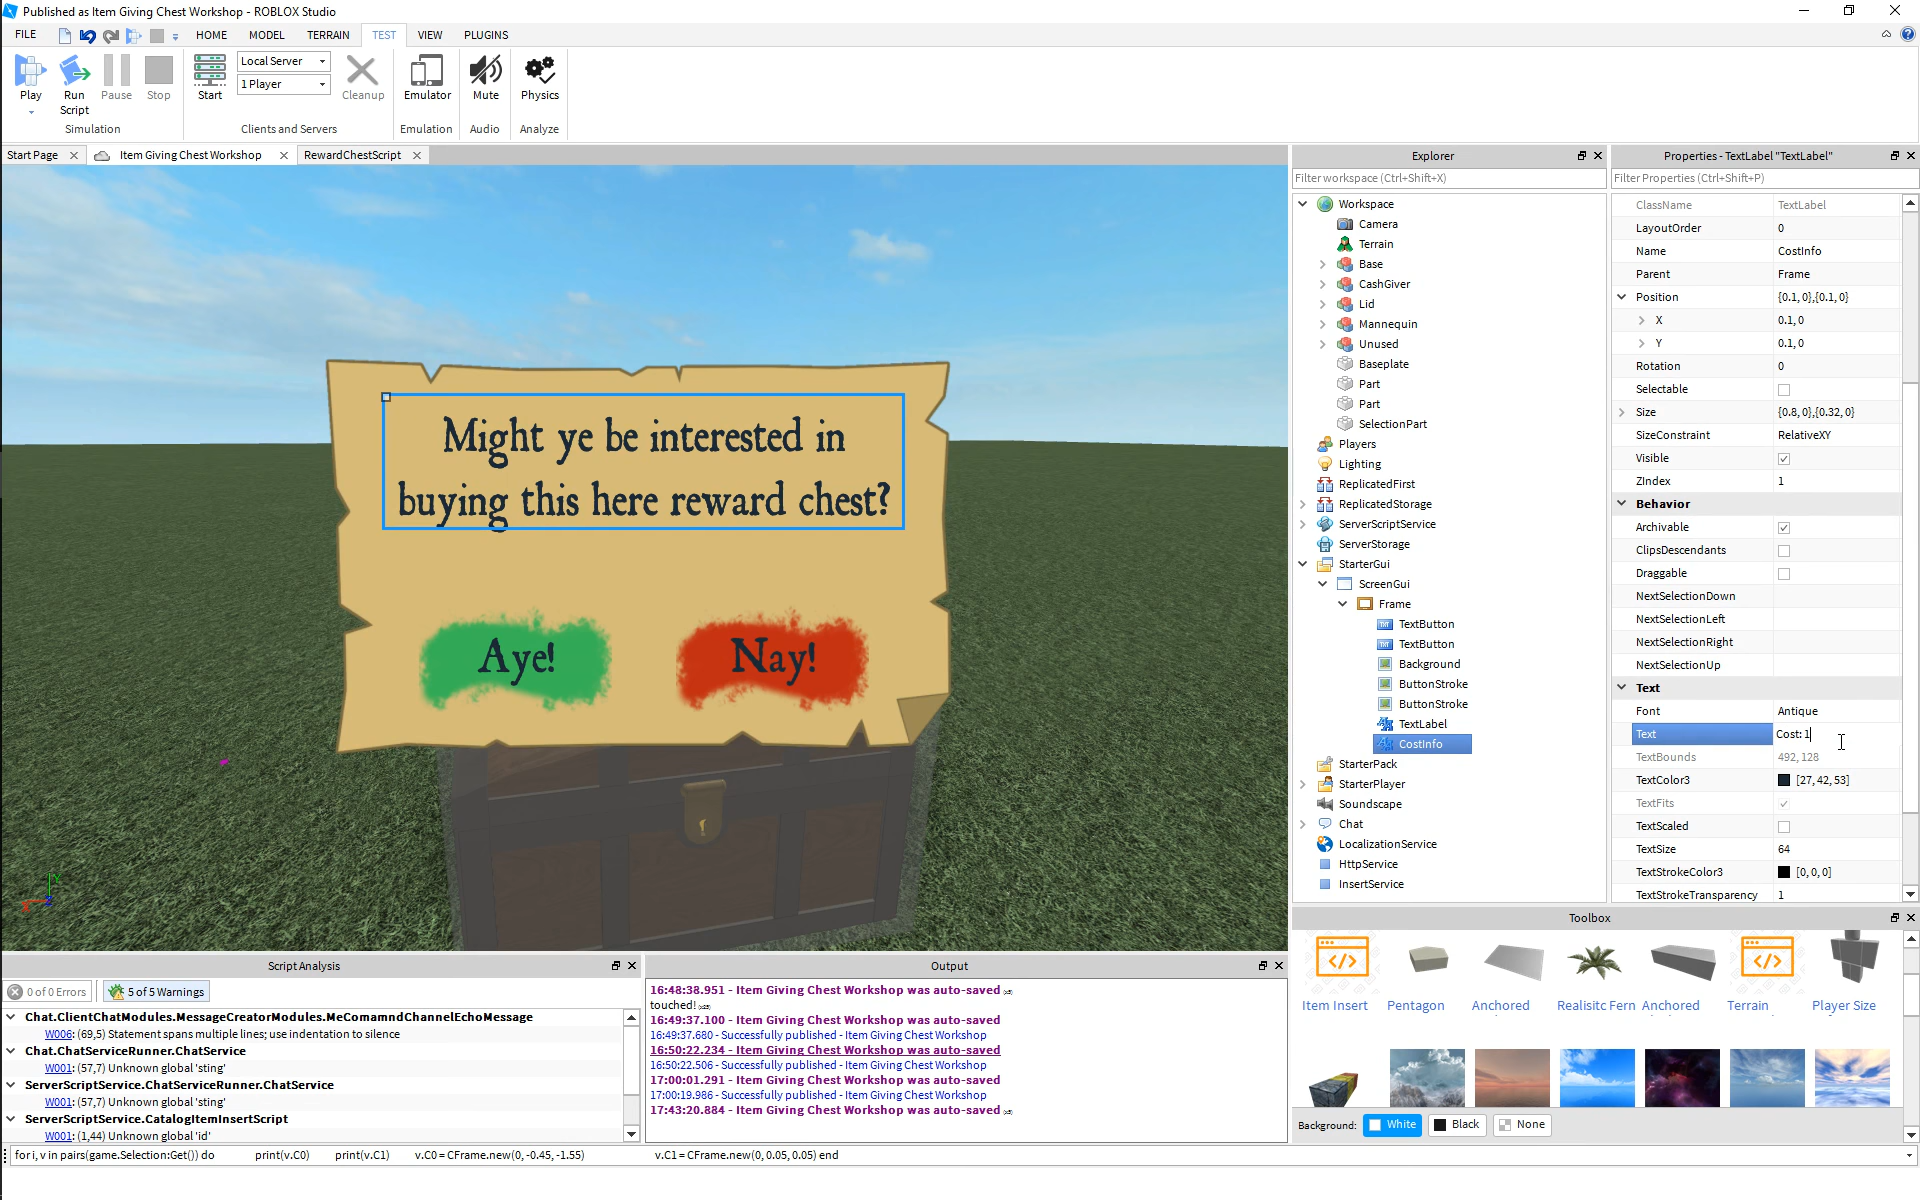 Published as Item Giving Chest Workshop - ROBLOX Studio
FILE HOME MODEL TERRAIN TEST VIEW PLUGINS
Play
Run Script
Pause
Stop
Simulation
Start
Local Server
1 Player
Cleanup
Clients and Servers
Emulator
Emulation
Mute
Audio
Physics
Analyze
Start Page
Item Giving Chest Workshop
RewardChestScript
Might ye be interested in
buying this here reward chest?
Aye!
Nay!
Explorer
Filter workspace (Ctrl+Shift+X)
Workspace
Camera
Terrain
Base
CashGiver
Lid
Mannequin
Unused
Baseplate
Part
Part
SelectionPart
Players
Lighting
ReplicatedFirst
ReplicatedStorage
ServerScriptService
ServerStorage
StarterGui
ScreenGui
Frame
TextButton
TextButton
Background
ButtonStroke
ButtonStroke
TextLabel
CostInfo
StarterPack
StarterPlayer
Soundscape
Chat
LocalizationService
HttpService
InsertService
Properties - TextLabel "TextLabel"
Filter Properties (Ctrl+Shift+P)
ClassName TextLabel
LayoutOrder 0
Name CostInfo
Parent Frame
Position {0.1, 0},{0.1, 0}
X 0.1, 0
Y 0.1, 0
Rotation 0
Selectable
Size {0.8, 0},{0.32, 0}
SizeConstraint RelativeXY
Visible
ZIndex 1
Behavior
Archivable
ClipsDescendants
Draggable
NextSelectionDown
NextSelectionLeft
NextSelectionRight
NextSelectionUp
Text
Font Antique
Text Cost: 1
TextBounds 492, 128
TextColor3 [27, 42, 53]
TextFits
TextScaled
TextSize 64
TextStrokeColor3 [0, 0, 0]
TextStrokeTransparency 1
Toolbox
Item Insert Pentagon Anchored Realisitc Fern Anchored Terrain Player Size
Background: White Black None
Script Analysis
0 of 0 Errors 5 of 5 Warnings
Chat.ClientChatModules.MessageCreatorModules.MeComamndChannelEchoMessage
W006: (69,5) Statement spans multiple lines; use indentation to silence
Chat.ChatServiceRunner.ChatService
W001: (57,7) Unknown global 'sting'
ServerScriptService.ChatServiceRunner.ChatService
W001: (57,7) Unknown global 'sting'
ServerScriptService.CatalogItemInsertScript
W001: (1,44) Unknown global 'id'
Output
16:48:38.951 - Item Giving Chest Workshop was auto-saved (x5)
touched!
16:49:37.100 - Item Giving Chest Workshop was auto-saved
16:49:37.680 - Successfully published - Item Giving Chest Workshop
16:50:22.234 - Item Giving Chest Workshop was auto-saved
16:50:22.506 - Successfully published - Item Giving Chest Workshop
17:00:01.291 - Item Giving Chest Workshop was auto-saved
17:00:19.986 - Successfully published - Item Giving Chest Workshop
17:43:20.884 - Item Giving Chest Workshop was auto-saved
for i, v in pairs(game.Selection:Get()) do print(v.C0) print(v.C1) v.C0 = CFrame.new(0, -0.45, -1.55) v.C1 = CFrame.new(0, 0.05, 0.05) end